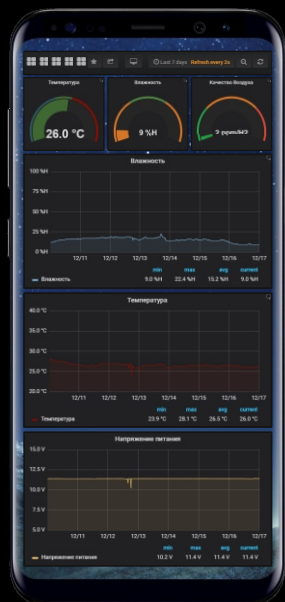 Last 7 days Refresh every 2s
Температура
Влажность
Качество Воздуха
26.0 °C
9 %H
Влажность
100 %H
75 %H
50 %H
25 %H
0 %H
12/11 12/12 12/13 12/14 12/15 12/16 12/17
min max avg current
Влажность 9.0 %H 22.4 %H 15.2 %H 9.0 %H
Температура
40.0 °C
35.0 °C
30.0 °C
25.0 °C
20.0 °C
12/11 12/12 12/13 12/14 12/15 12/16 12/17
min max avg current
Температура 23.9 °C 28.1 °C 26.5 °C 26.0 °C
Напряжение питания
15.0 V
12.5 V
10.0 V
7.5 V
5.0 V
12/11 12/12 12/13 12/14 12/15 12/16 12/17
min max avg current
Напряжение питания 10.2 V 11.4 V 11.4 V 11.4 V